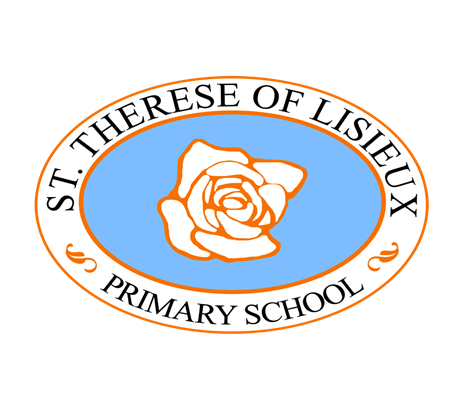 ST. THERESE OF LISIEUX
PRIMARY SCHOOL